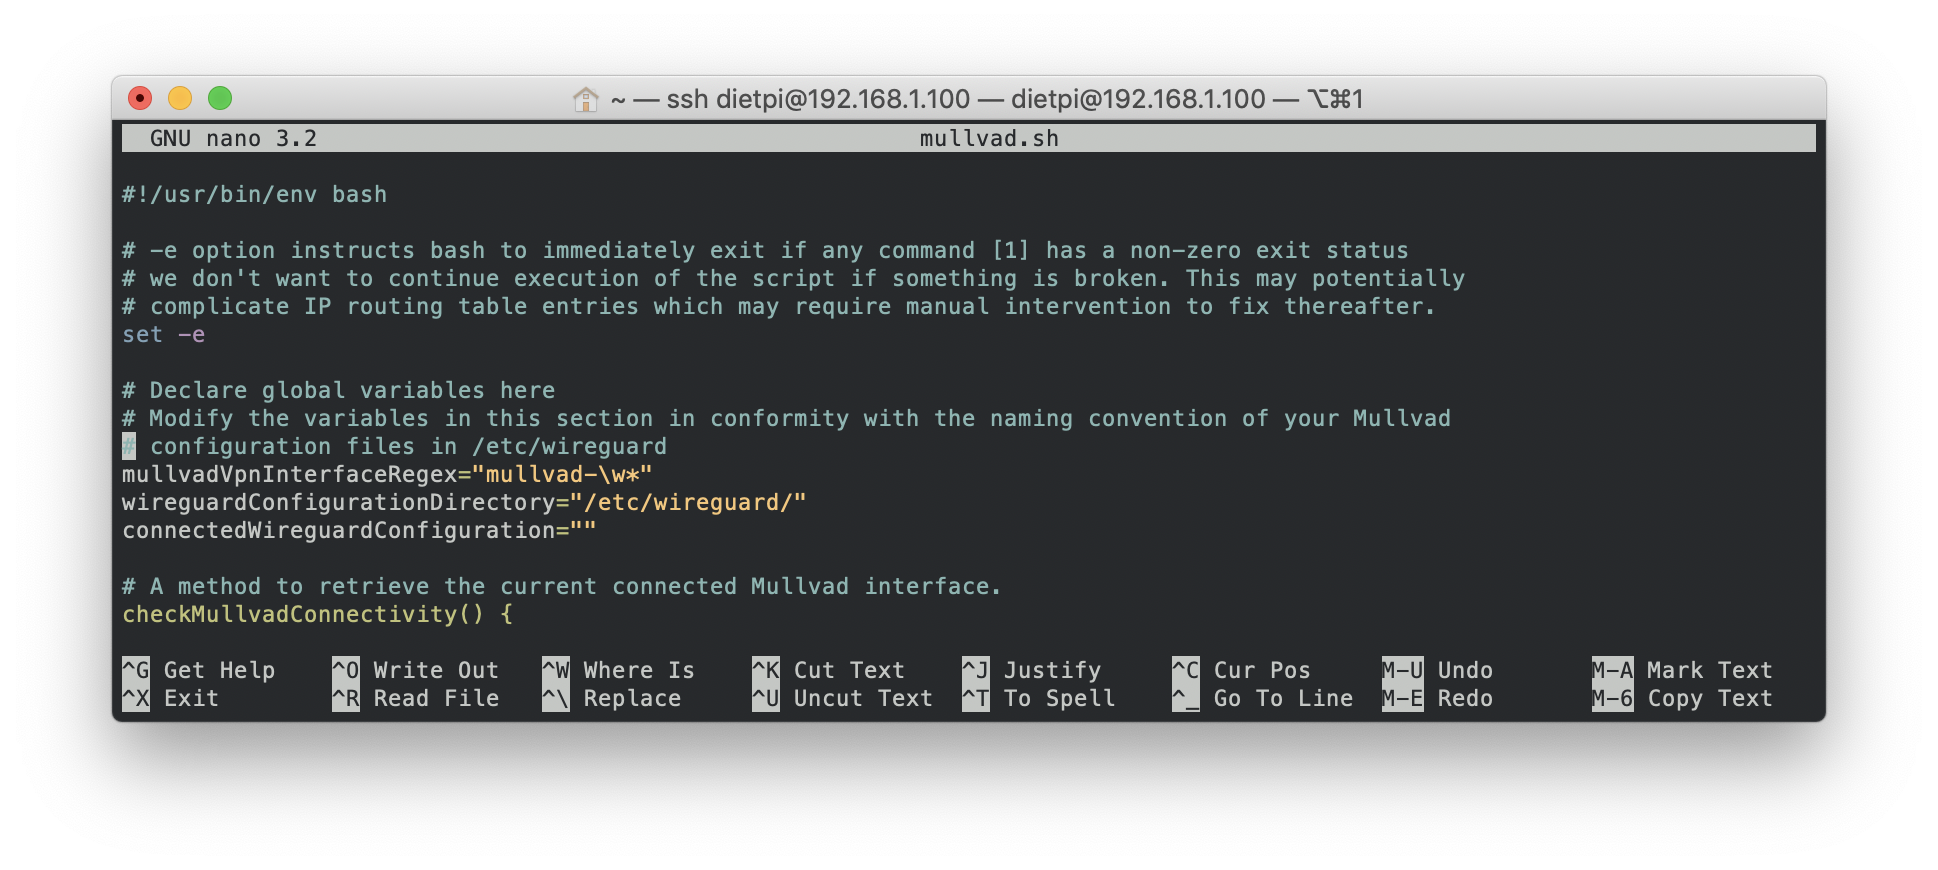 ~ — ssh dietpi@192.168.1.100 — dietpi@192.168.1.100 — ⌥⌘1
GNU nano 3.2 mullvad.sh
#!/usr/bin/env bash
# -e option instructs bash to immediately exit if any command [1] has a non-zero exit status
# we don't want to continue execution of the script if something is broken. This may potentially
# complicate IP routing table entries which may require manual intervention to fix thereafter.
set -e
# Declare global variables here
# Modify the variables in this section in conformity with the naming convention of your Mullvad
# configuration files in /etc/wireguard
mullvadVpnInterfaceRegex="mullvad-\w*"
wireguardConfigurationDirectory="/etc/wireguard/"
connectedWireguardConfiguration=""
# A method to retrieve the current connected Mullvad interface.
checkMullvadConnectivity() {
^G Get Help ^O Write Out ^W Where Is ^K Cut Text ^J Justify ^C Cur Pos M-U Undo M-A Mark Text
^X Exit ^R Read File ^\ Replace ^U Uncut Text ^T To Spell ^_ Go To Line M-E Redo M-6 Copy Text